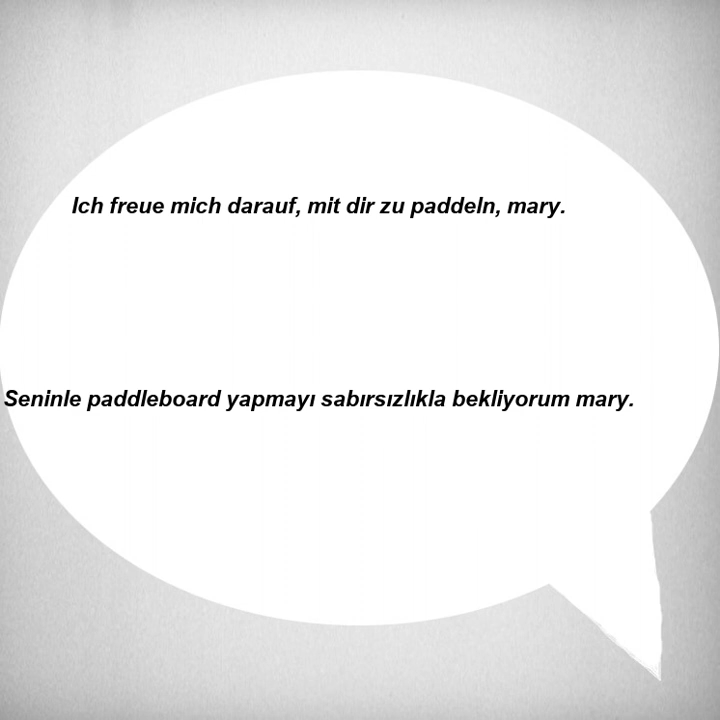 Ich freue mich darauf, mit dir zu paddeln, mary.
Seninle paddleboard yapmayı sabırsızlıkla bekliyorum mary.